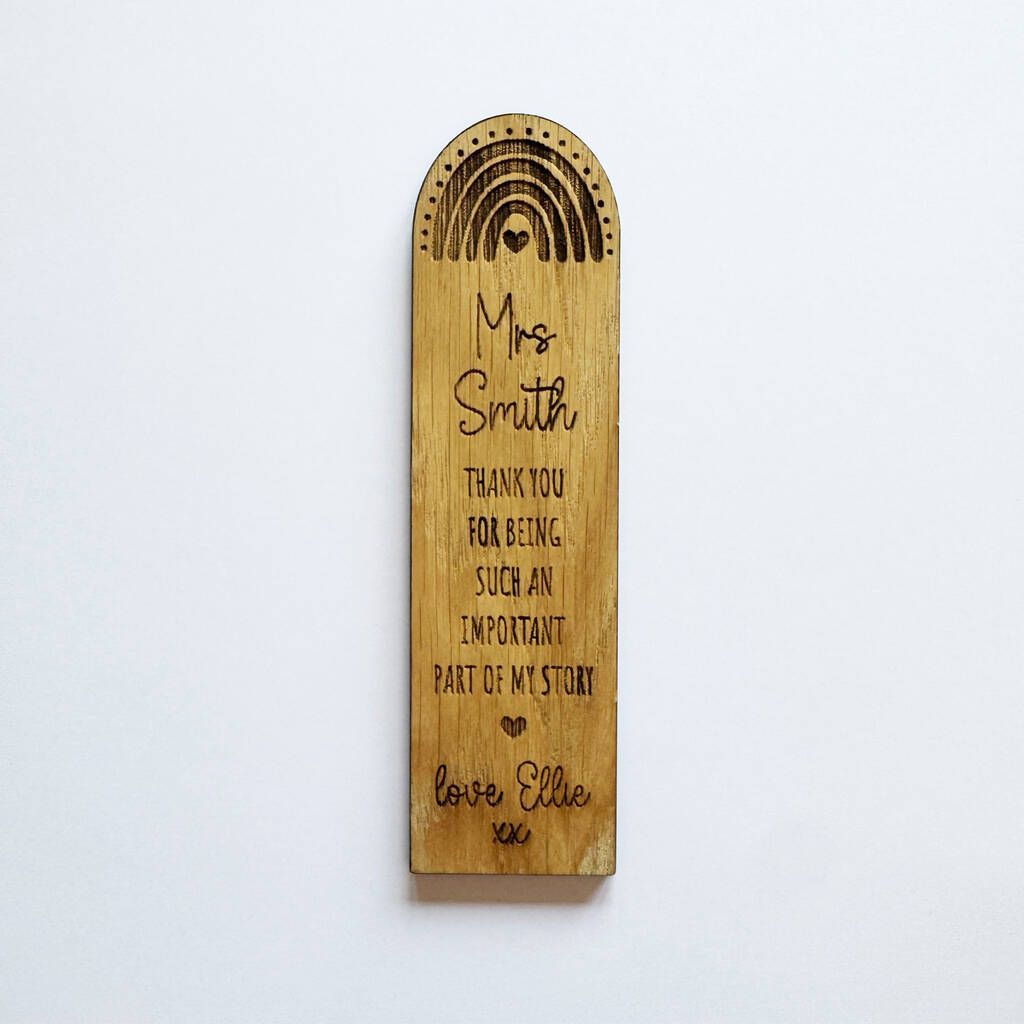 Mrs
Smith
THANK YOU
FOR BEING
SUCH AN
IMPORTANT
PART OF MY STORY
love Ellie
xx